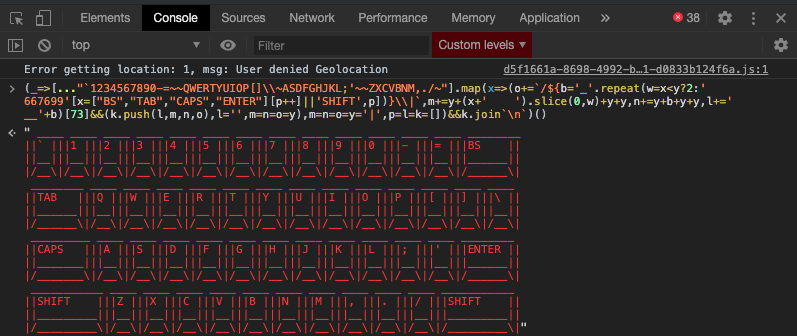 Elements Console Sources Network Performance Memory Application » 38
top Filter Custom levels
Error getting location: 1, msg: User denied Geolocation d5f1661a-8698-4992-b…1-d0833b124f6a.js:1
(_=>[..."`1234567890-=~~QWERTYUIOP[]\\~ASDFGHJKL;'~~ZXCVBNM,./~"].map(x=>(o+=`/${b='_'.repeat(w=x<y?2:'
667699'[x=["BS","TAB","CAPS","ENTER"][p++]||'SHIFT',p])}\\|`,m+=y+(x+'    ').slice(0,w)+y+y,n+=y+b+y+y,l+='
__'+b)[73]&&(k.push(l,m,n,o),l='',m=n=o=y),m=n=o=y='|',p=l=k=[])&&k.join`\n`)()
" ____ ____ ____ ____ ____ ____ ____ ____ ____ ____ ____ ____ ____ ________
||` |||1 |||2 |||3 |||4 |||5 |||6 |||7 |||8 |||9 |||0 |||- |||= |||BS    ||
||__|||__|||__|||__|||__|||__|||__|||__|||__|||__|||__|||__|||__|||______||
|/__\|/__\|/__\|/__\|/__\|/__\|/__\|/__\|/__\|/__\|/__\|/__\|/__\|/______\|
 ________ ____ ____ ____ ____ ____ ____ ____ ____ ____ ____ ____ ____ ____
||TAB   |||Q |||W |||E |||R |||T |||Y |||U |||I |||O |||P |||[ |||] |||\ ||
||______|||__|||__|||__|||__|||__|||__|||__|||__|||__|||__|||__|||__|||__||
|/______\|/__\|/__\|/__\|/__\|/__\|/__\|/__\|/__\|/__\|/__\|/__\|/__\|/__\|
 _________ ____ ____ ____ ____ ____ ____ ____ ____ ____ ____ ____ ________
||CAPS   |||A |||S |||D |||F |||G |||H |||J |||K |||L |||; |||' |||ENTER ||
||_______|||__|||__|||__|||__|||__|||__|||__|||__|||__|||__|||__|||______||
|/_______\|/__\|/__\|/__\|/__\|/__\|/__\|/__\|/__\|/__\|/__\|/__\|/______\|
 ___________ ____ ____ ____ ____ ____ ____ ____ ____ ____ ____ ___________
||SHIFT    |||Z |||X |||C |||V |||B |||N |||M |||, |||. |||/ |||SHIFT    ||
||_________|||__|||__|||__|||__|||__|||__|||__|||__|||__|||__|||_________||
|/_________\|/__\|/__\|/__\|/__\|/__\|/__\|/__\|/__\|/__\|/__\|/_________\|"